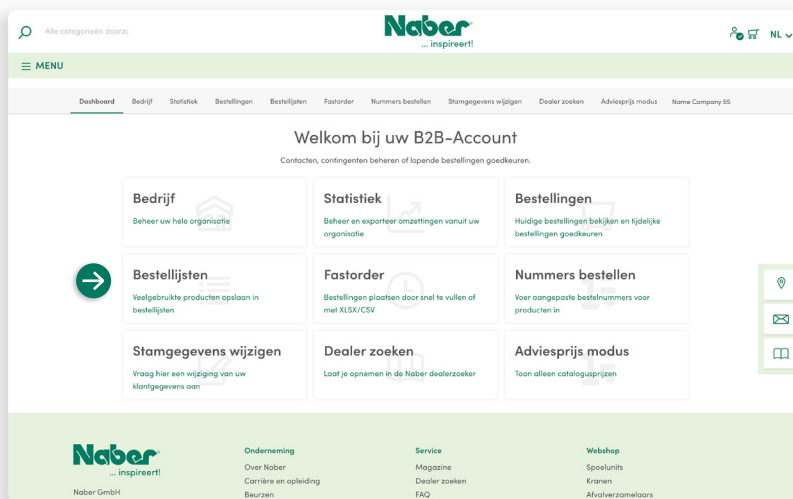 Alle categorieën doorzc
Naber
... inspireert!
NL
MENU
Dashboard Bedrijf Statistiek Bestellingen Bestellijsten Fastorder Nummers bestellen Stamgegevens wijzigen Dealer zoeken Adviesprijs modus Name Company 55
Welkom bij uw B2B-Account
Contacten, contingenten beheren of lopende bestellingen goedkeuren.
Bedrijf
Beheer uw hele organisatie
Statistiek
Beheer en exporteer omzettingen vanuit uw
organisatie
Bestellingen
Huidige bestellingen bekijken en tijdelijke
bestellingen goedkeuren
Bestellijsten
Veelgebruikte producten opslaan in
bestellijsten
Fastorder
Bestellingen plaatsen door snel te vullen of
met XLSX/CSV
Nummers bestellen
Voer aangepaste bestelnummers voor
producten in
Stamgegevens wijzigen
Vraag hier een wijziging van uw
klantgegevens aan
Dealer zoeken
Laat je opnemen in de Naber dealerzoeker
Adviesprijs modus
Toon alleen catalogusprijzen
Naber
... inspireert!
Naber GmbH
Onderneming
Over Naber
Carrière en opleiding
Beurzen
Service
Magazine
Dealer zoeken
FAQ
Webshop
Spoelunits
Kranen
Afvalverzamelaars